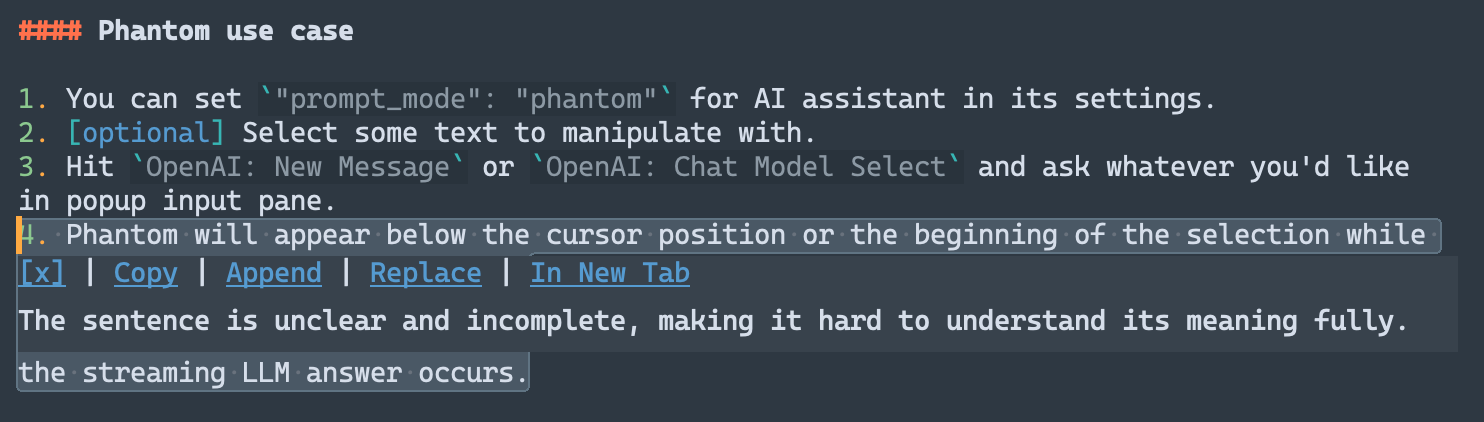 #### Phantom use case
1. You can set `"prompt_mode": "phantom"` for AI assistant in its settings.
2. [optional] Select some text to manipulate with.
3. Hit `OpenAI: New Message` or `OpenAI: Chat Model Select` and ask whatever you'd like
in popup input pane.
4. Phantom will appear below the cursor position or the beginning of the selection while
[x] | Copy | Append | Replace | In New Tab
The sentence is unclear and incomplete, making it hard to understand its meaning fully.
the streaming LLM answer occurs.